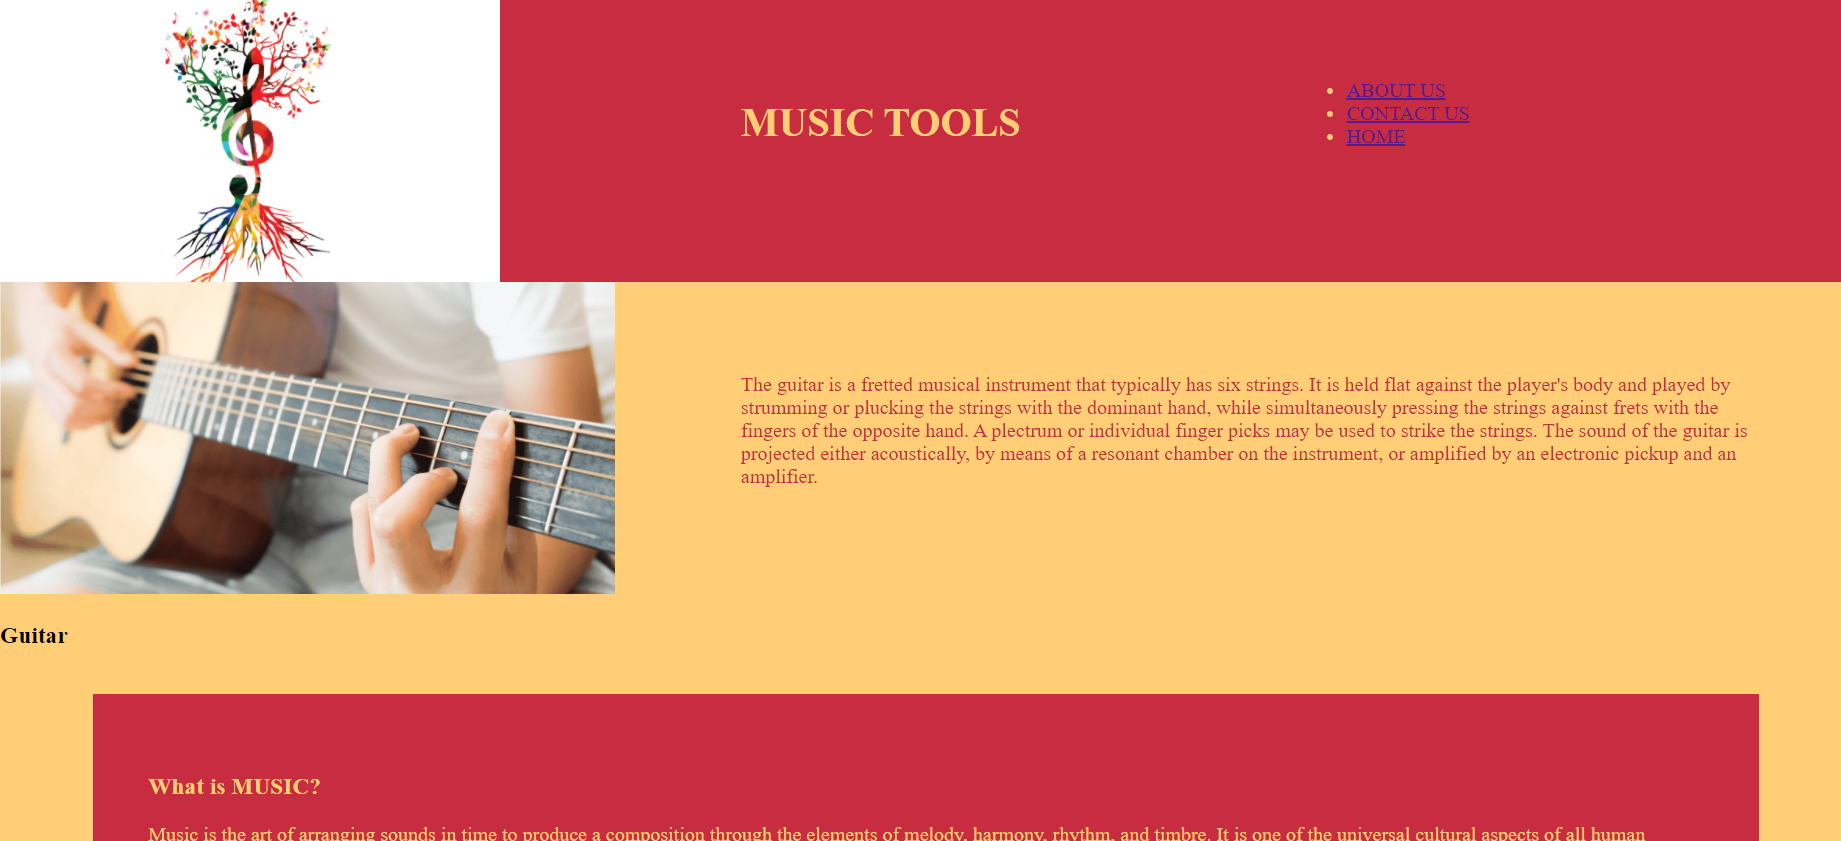 MUSIC TOOLS
ABOUT US
CONTACT US
HOME
The guitar is a fretted musical instrument that typically has six strings. It is held flat against the player's body and played by
strumming or plucking the strings with the dominant hand, while simultaneously pressing the strings against frets with the
fingers of the opposite hand. A plectrum or individual finger picks may be used to strike the strings. The sound of the guitar is
projected either acoustically, by means of a resonant chamber on the instrument, or amplified by an electronic pickup and an
amplifier.
Guitar
What is MUSIC?
Music is the art of arranging sounds in time to produce a composition through the elements of melody, harmony, rhythm, and timbre. It is one of the universal cultural aspects of all human